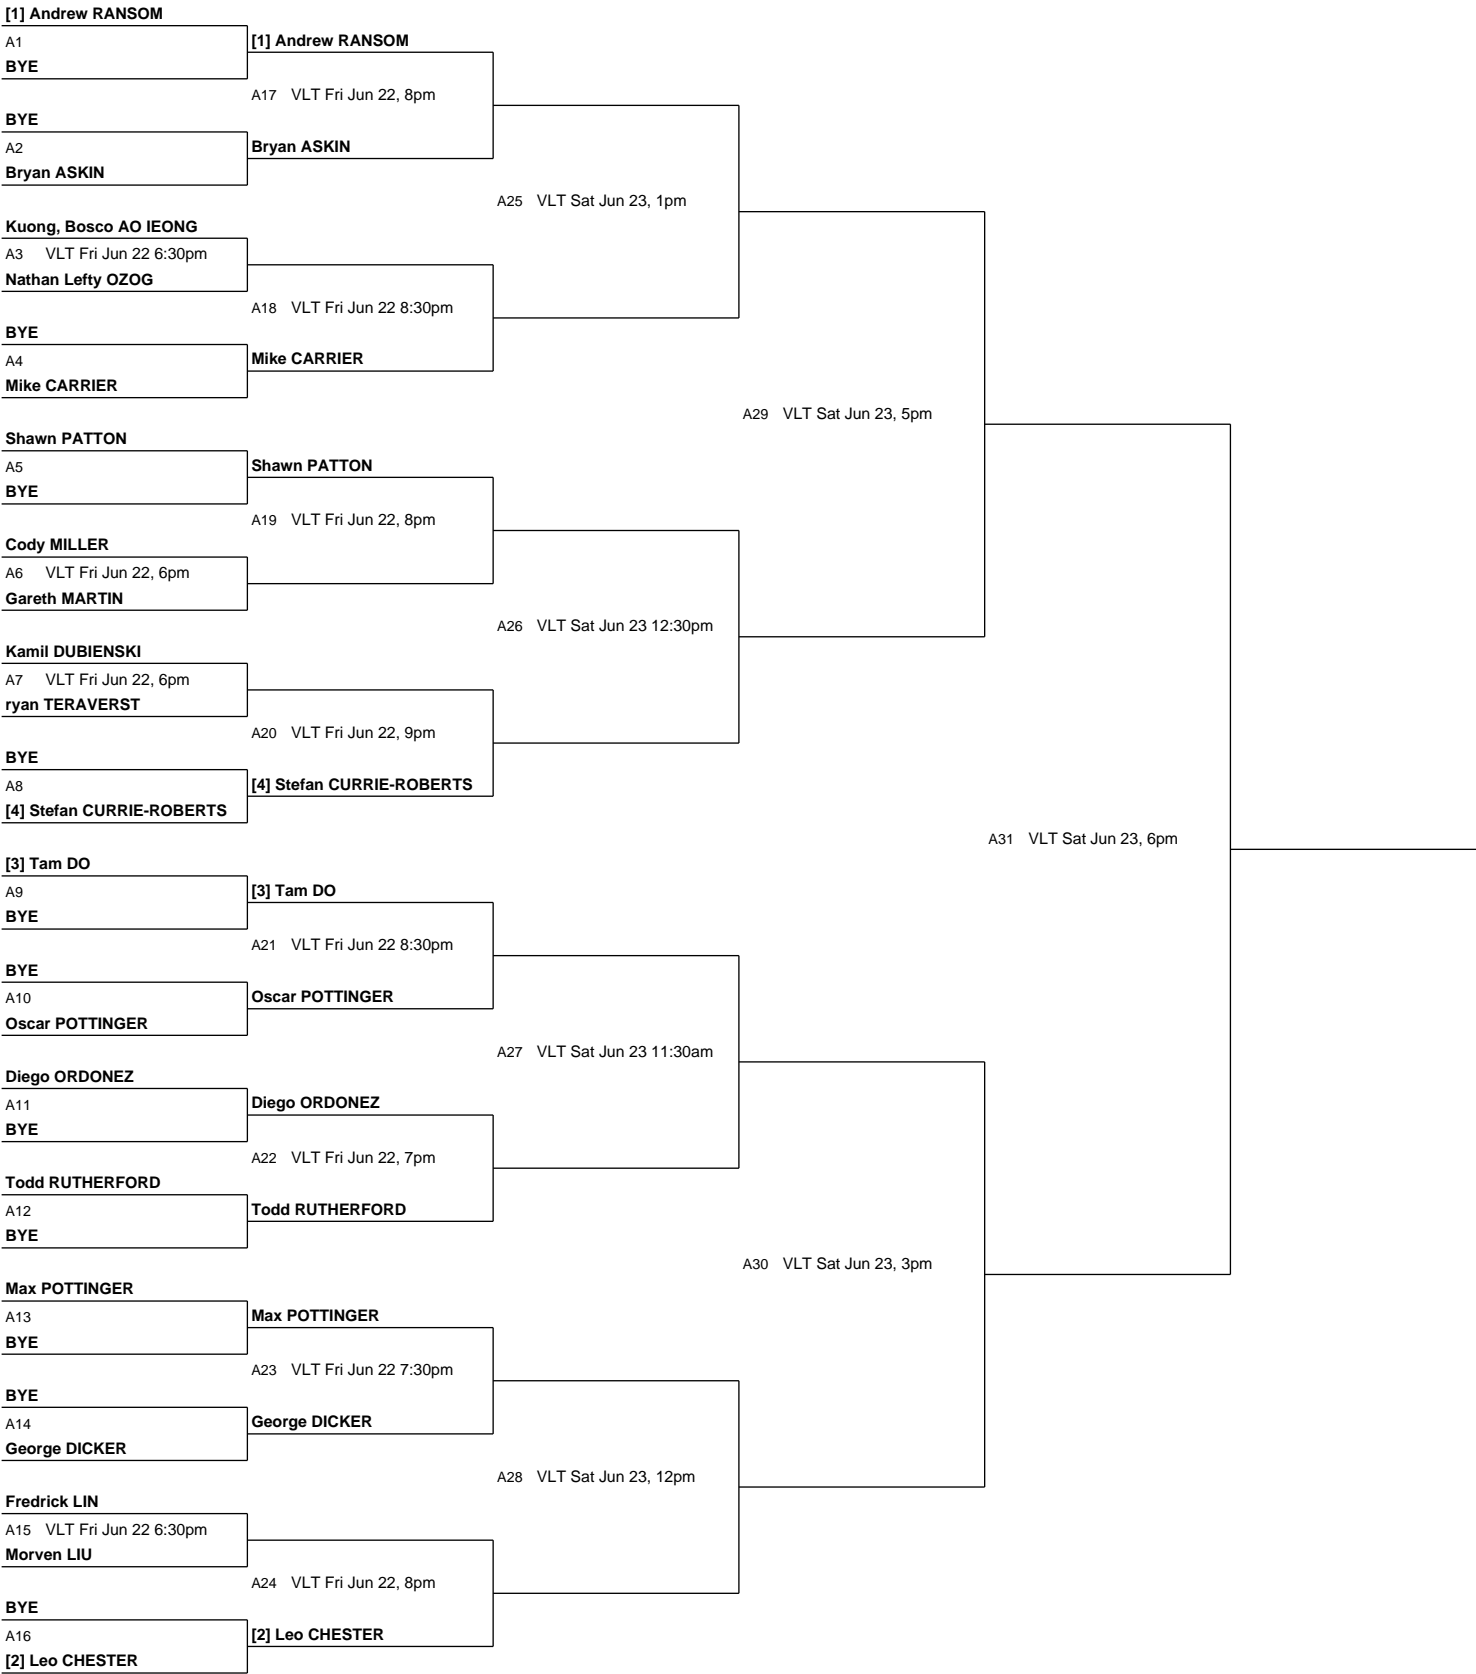 [1] Andrew RANSOM
A1
BYE
BYE
A2
Bryan ASKIN
Kuong, Bosco AO IEONG
A3 VLT Fri Jun 22 6:30pm
Nathan Lefty OZOG
BYE
A4
Mike CARRIER
Shawn PATTON
A5
BYE
Cody MILLER
A6 VLT Fri Jun 22, 6pm
Gareth MARTIN
Kamil DUBIENSKI
A7 VLT Fri Jun 22, 6pm
ryan TERAVERST
BYE
A8
[4] Stefan CURRIE-ROBERTS
[3] Tam DO
A9
BYE
BYE
A10
Oscar POTTINGER
Diego ORDONEZ
A11
BYE
Todd RUTHERFORD
A12
BYE
Max POTTINGER
A13
BYE
BYE
A14
George DICKER
Fredrick LIN
A15 VLT Fri Jun 22 6:30pm
Morven LIU
BYE
A16
[2] Leo CHESTER
[1] Andrew RANSOM
A17 VLT Fri Jun 22, 8pm
Bryan ASKIN
A18 VLT Fri Jun 22 8:30pm
Mike CARRIER
Shawn PATTON
A19 VLT Fri Jun 22, 8pm
A20 VLT Fri Jun 22, 9pm
[4] Stefan CURRIE-ROBERTS
[3] Tam DO
A21 VLT Fri Jun 22 8:30pm
Oscar POTTINGER
Diego ORDONEZ
A22 VLT Fri Jun 22, 7pm
Todd RUTHERFORD
Max POTTINGER
A23 VLT Fri Jun 22 7:30pm
George DICKER
A24 VLT Fri Jun 22, 8pm
[2] Leo CHESTER
A25 VLT Sat Jun 23, 1pm
A26 VLT Sat Jun 23 12:30pm
A27 VLT Sat Jun 23 11:30am
A28 VLT Sat Jun 23, 12pm
A29 VLT Sat Jun 23, 5pm
A30 VLT Sat Jun 23, 3pm
A31 VLT Sat Jun 23, 6pm